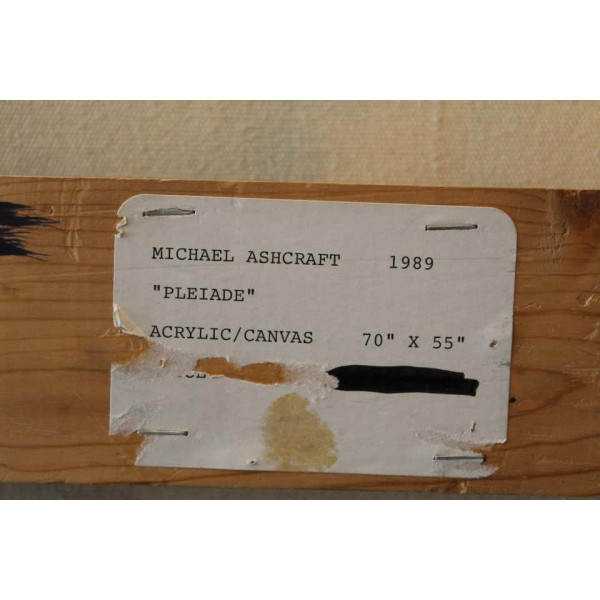 MICHAEL ASHCRAFT 1989
"PLEIADE"
ACRYLIC/CANVAS 70" X 55"